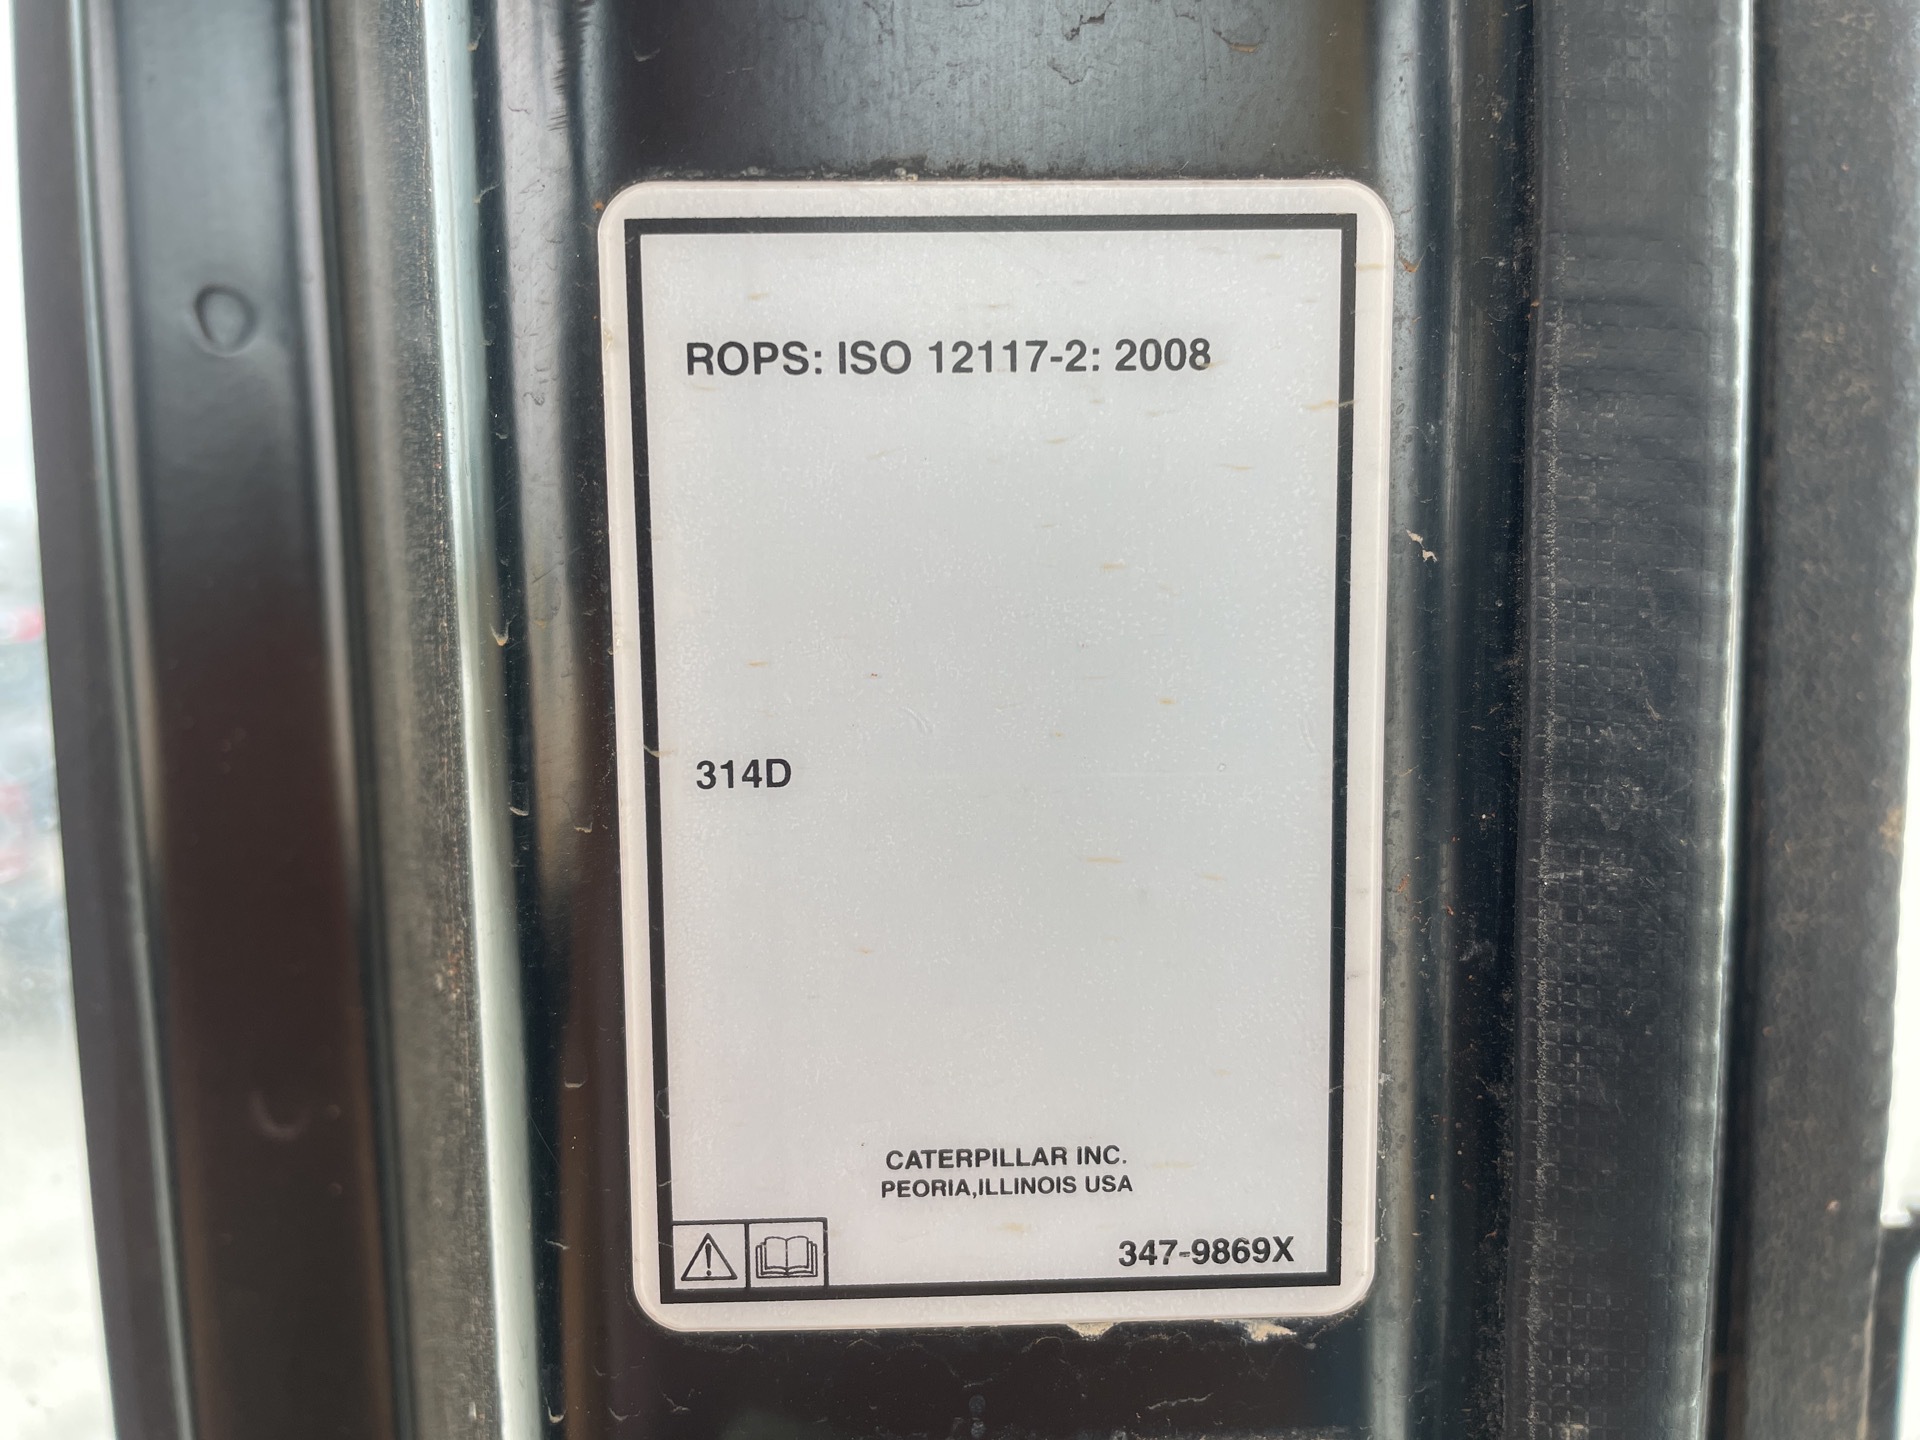 ROPS: ISO 12117-2: 2008
314D
CATERPILLAR INC.
PEORIA,ILLINOIS USA
347-9869X